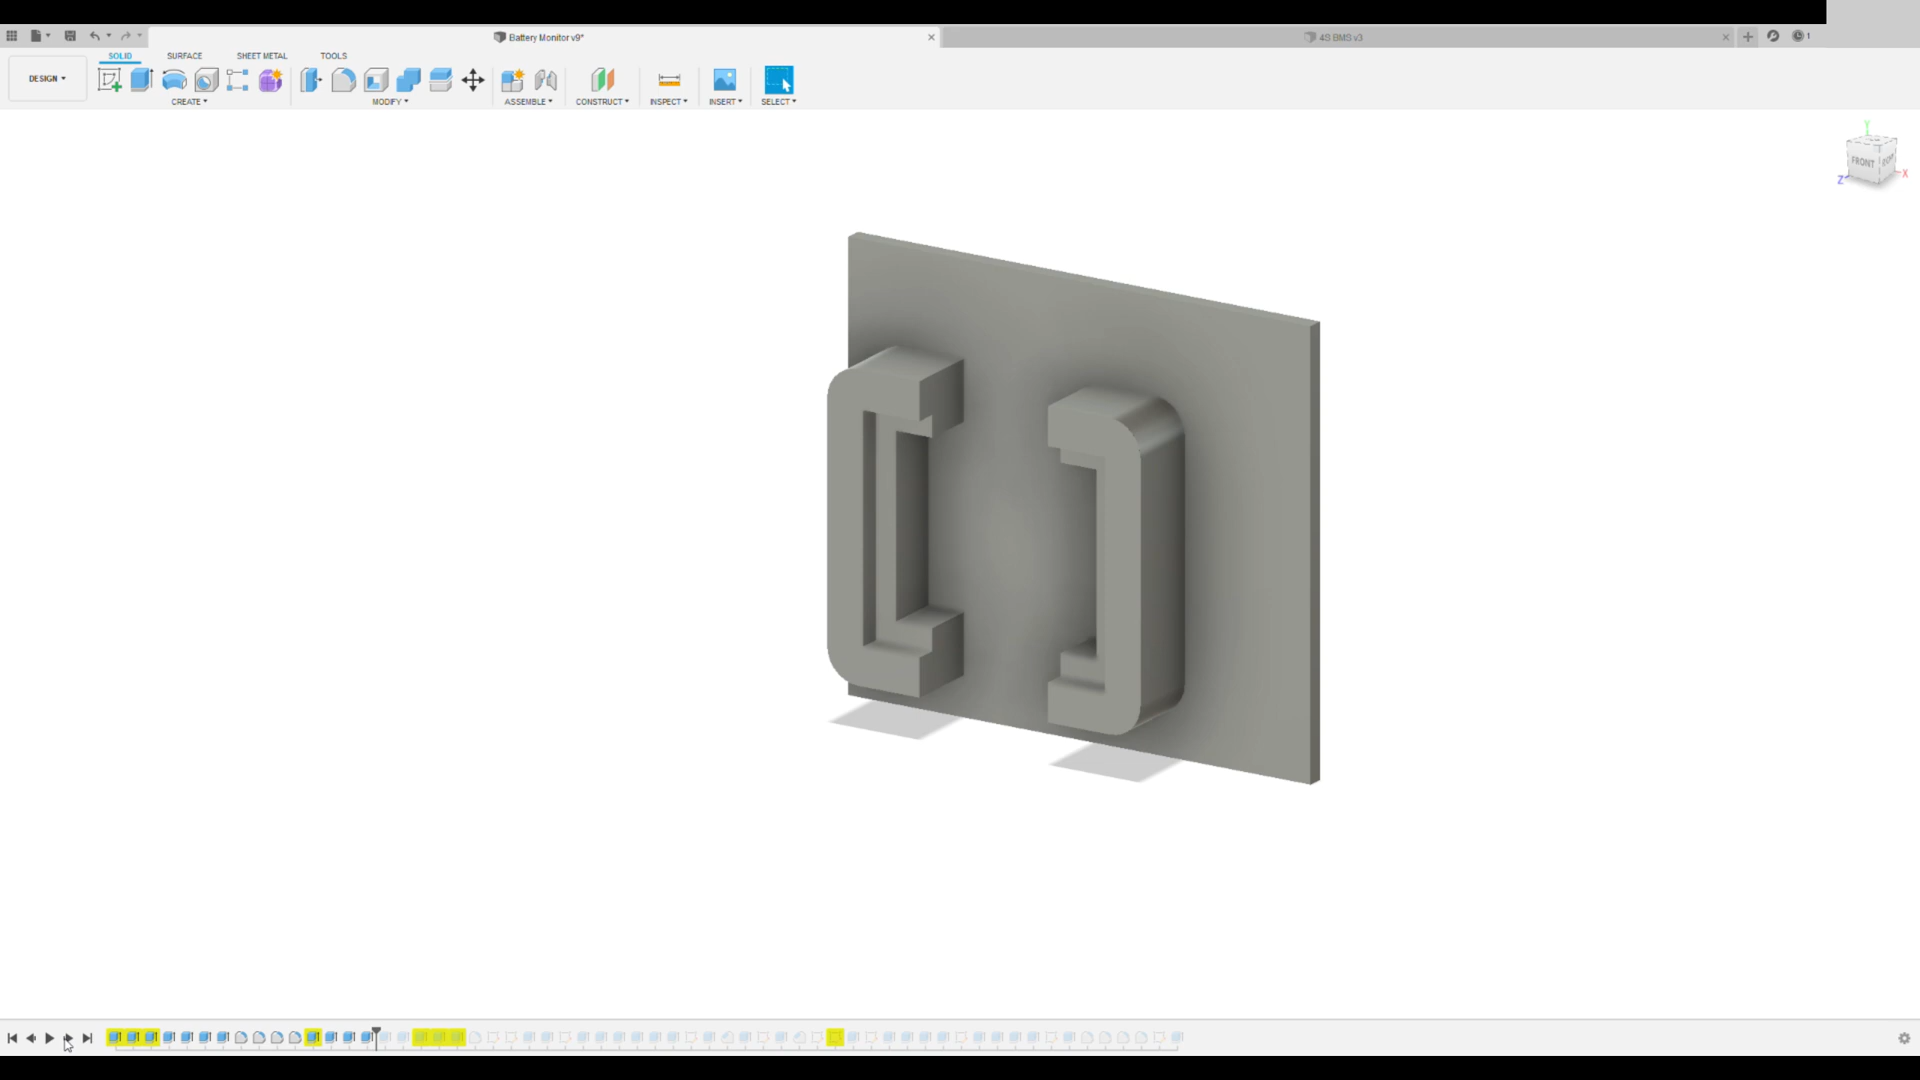 Battery Monitor v9*
4S BMS v3
1
SOLID
SURFACE
SHEET METAL
TOOLS
DESIGN
CREATE
MODIFY
ASSEMBLE
CONSTRUCT
INSPECT
INSERT
SELECT
Y
FRONT
Z
X